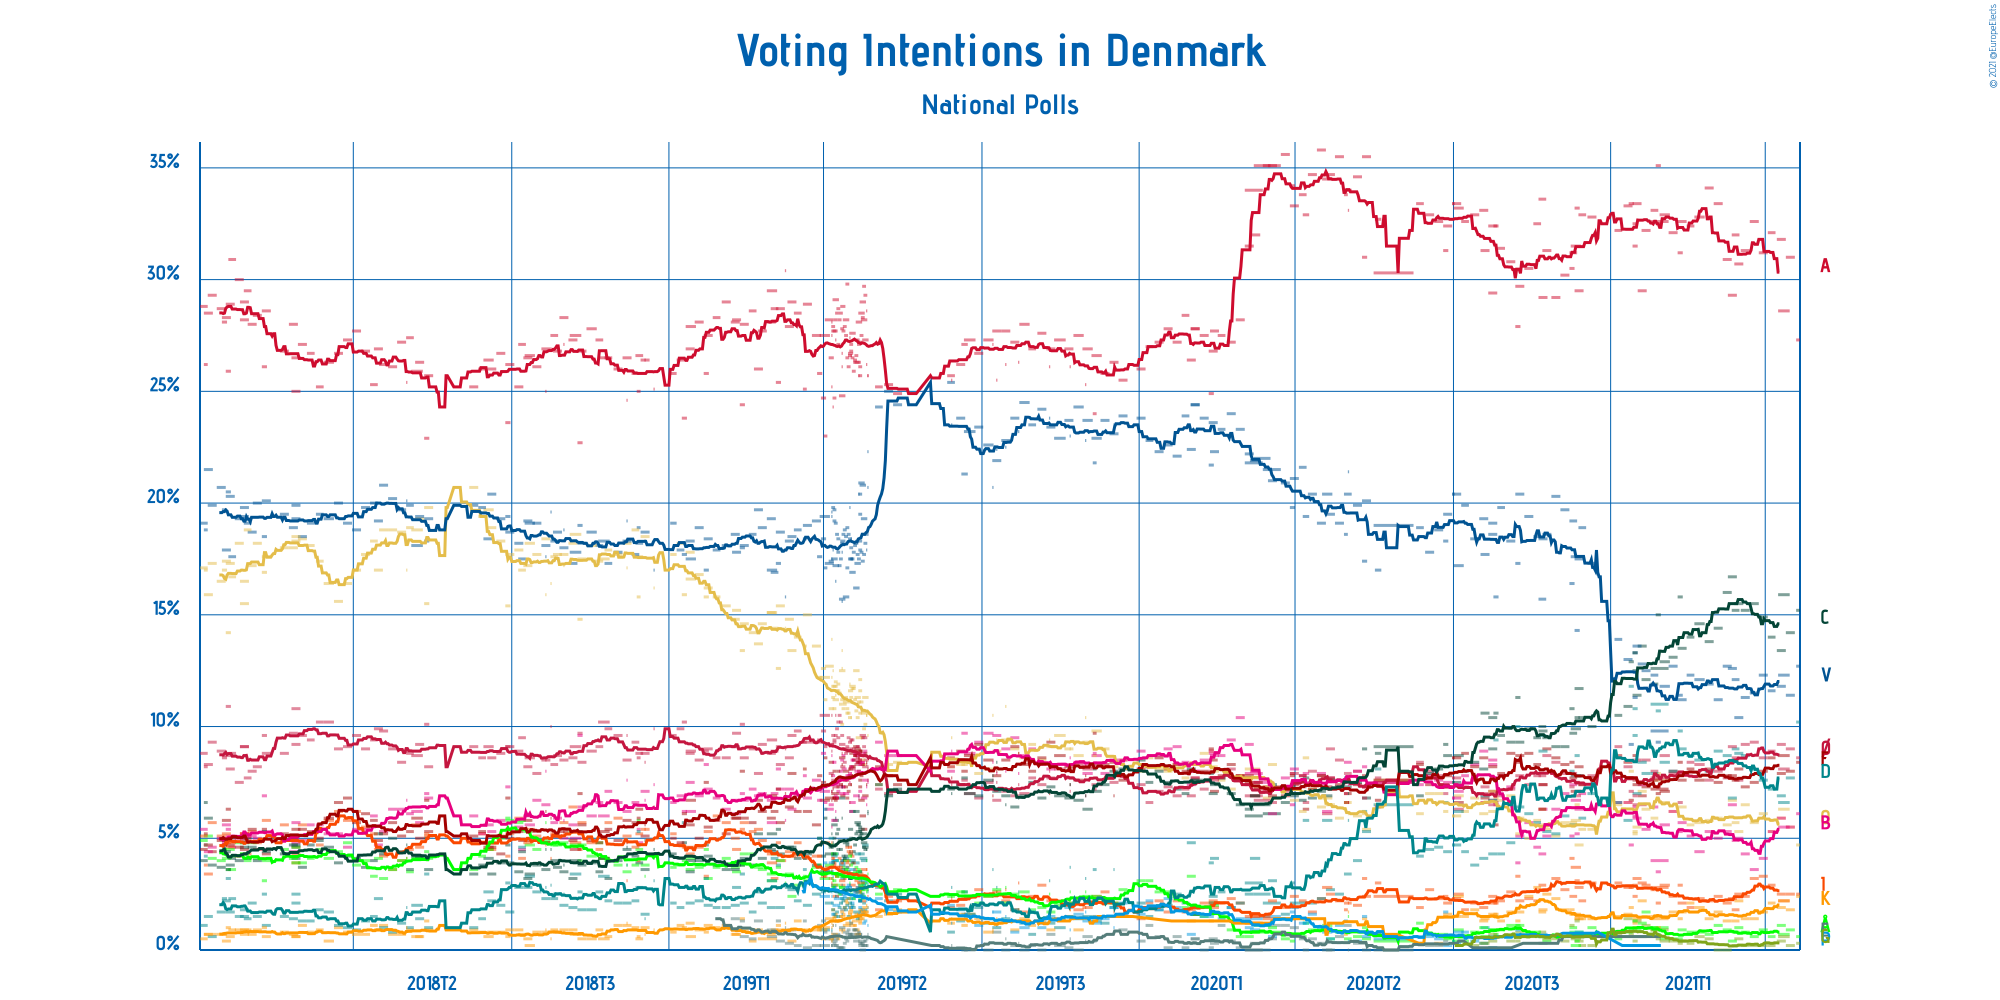 © 2021 @EuropeElects
Voting Intentions in Denmark
National Polls
35%
30%
25%
20%
15%
10%
5%
0%
A
C
V
Ø
F
D
O
B
I
K
2018T2
2018T3
2019T1
2019T2
2019T3
2020T1
2020T2
2020T3
2021T1